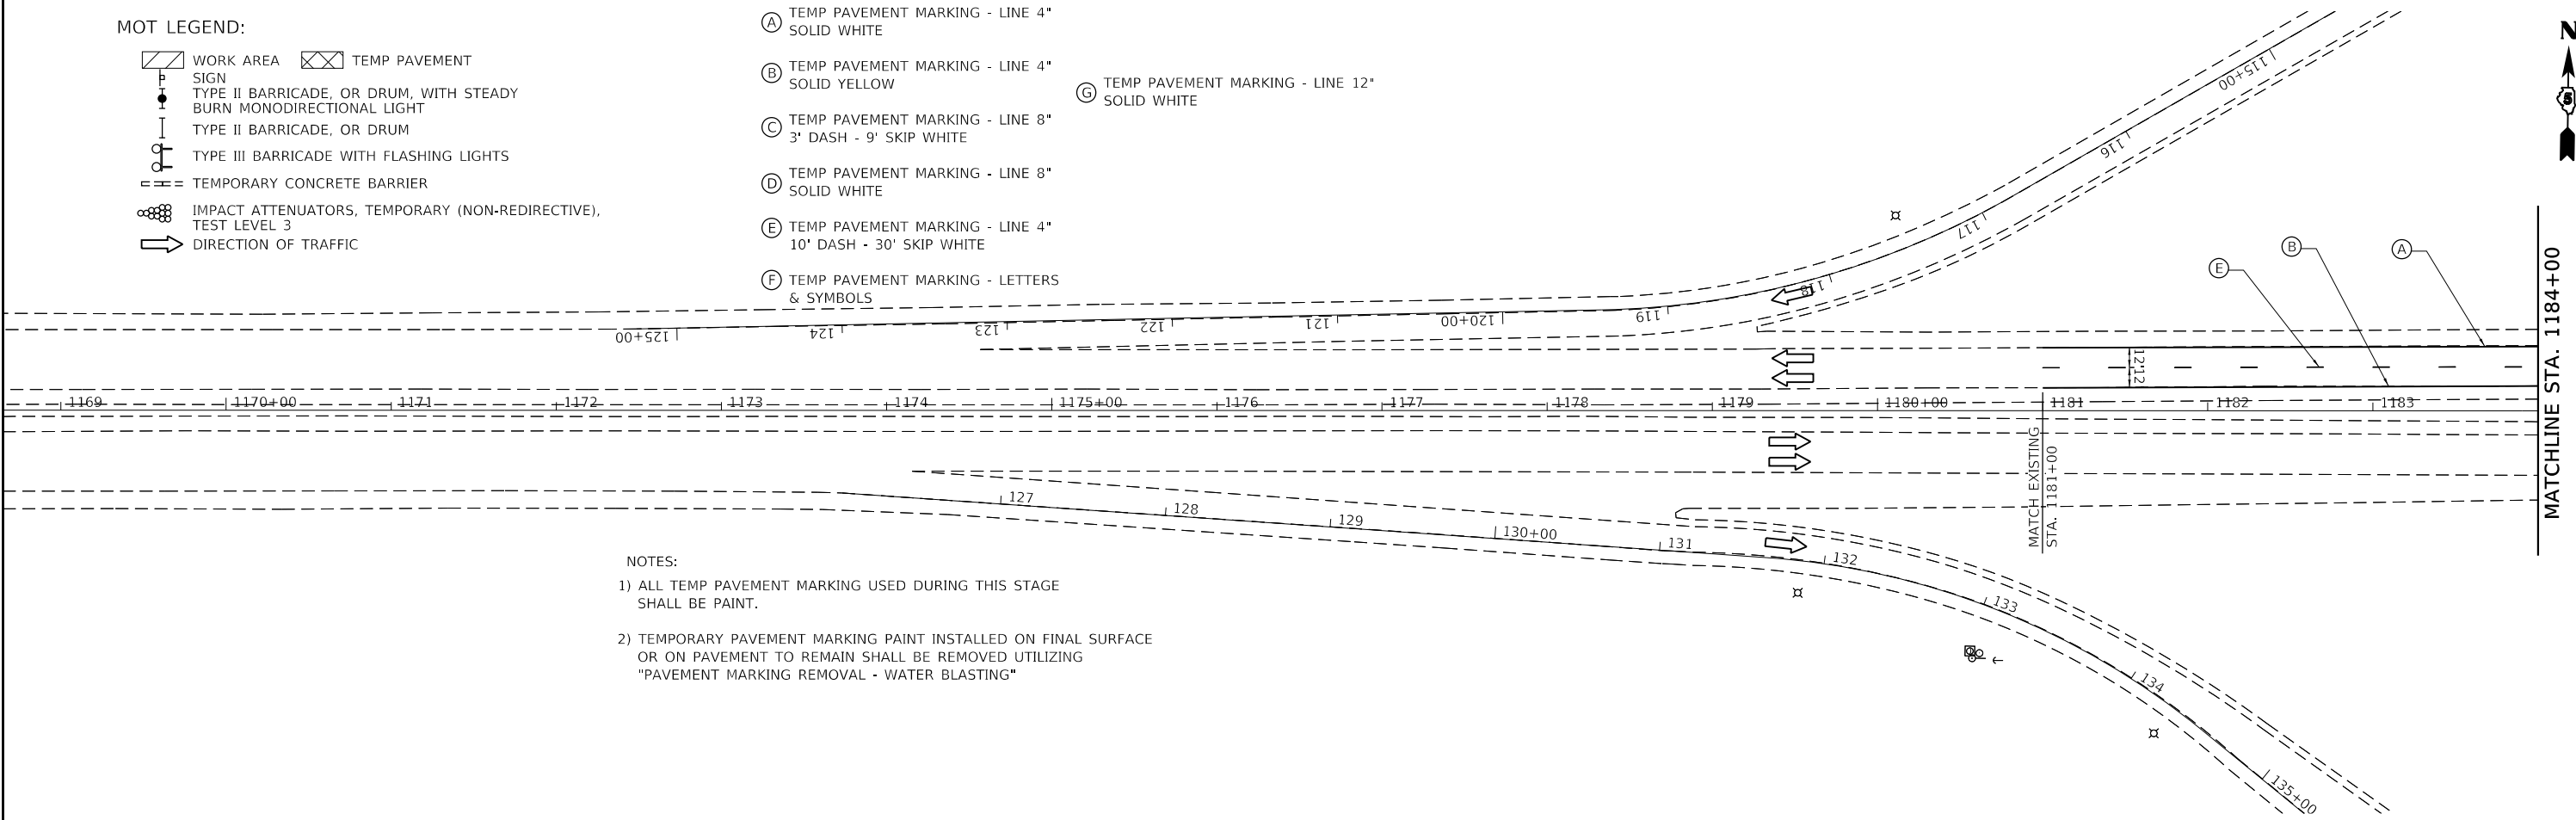 MOT LEGEND:
WORK AREA
TEMP PAVEMENT
SIGN
TYPE II BARRICADE, OR DRUM, WITH STEADY
BURN MONODIRECTIONAL LIGHT
TYPE II BARRICADE, OR DRUM
TYPE III BARRICADE WITH FLASHING LIGHTS
TEMPORARY CONCRETE BARRIER
IMPACT ATTENUATORS, TEMPORARY (NON-REDIRECTIVE),
TEST LEVEL 3
DIRECTION OF TRAFFIC
A TEMP PAVEMENT MARKING - LINE 4"
SOLID WHITE
B TEMP PAVEMENT MARKING - LINE 4"
SOLID YELLOW
C TEMP PAVEMENT MARKING - LINE 8"
3' DASH - 9' SKIP WHITE
D TEMP PAVEMENT MARKING - LINE 8"
SOLID WHITE
E TEMP PAVEMENT MARKING - LINE 4"
10' DASH - 30' SKIP WHITE
F TEMP PAVEMENT MARKING - LETTERS
& SYMBOLS
G TEMP PAVEMENT MARKING - LINE 12"
SOLID WHITE
N
5
115+00
116
117
118
119
120+00
121
122
123
124
125+00
E
B
A
12'
12'
MATCHLINE STA. 1184+00
1169
1170+00
1171
1172
1173
1174
1175+00
1176
1177
1178
1179
1180+00
1181
1182
1183
MATCH EXISTING
STA. 1181+00
127
128
129
130+00
131
132
133
134
135+00
NOTES:
1) ALL TEMP PAVEMENT MARKING USED DURING THIS STAGE
SHALL BE PAINT.
2) TEMPORARY PAVEMENT MARKING PAINT INSTALLED ON FINAL SURFACE
OR ON PAVEMENT TO REMAIN SHALL BE REMOVED UTILIZING
"PAVEMENT MARKING REMOVAL - WATER BLASTING"